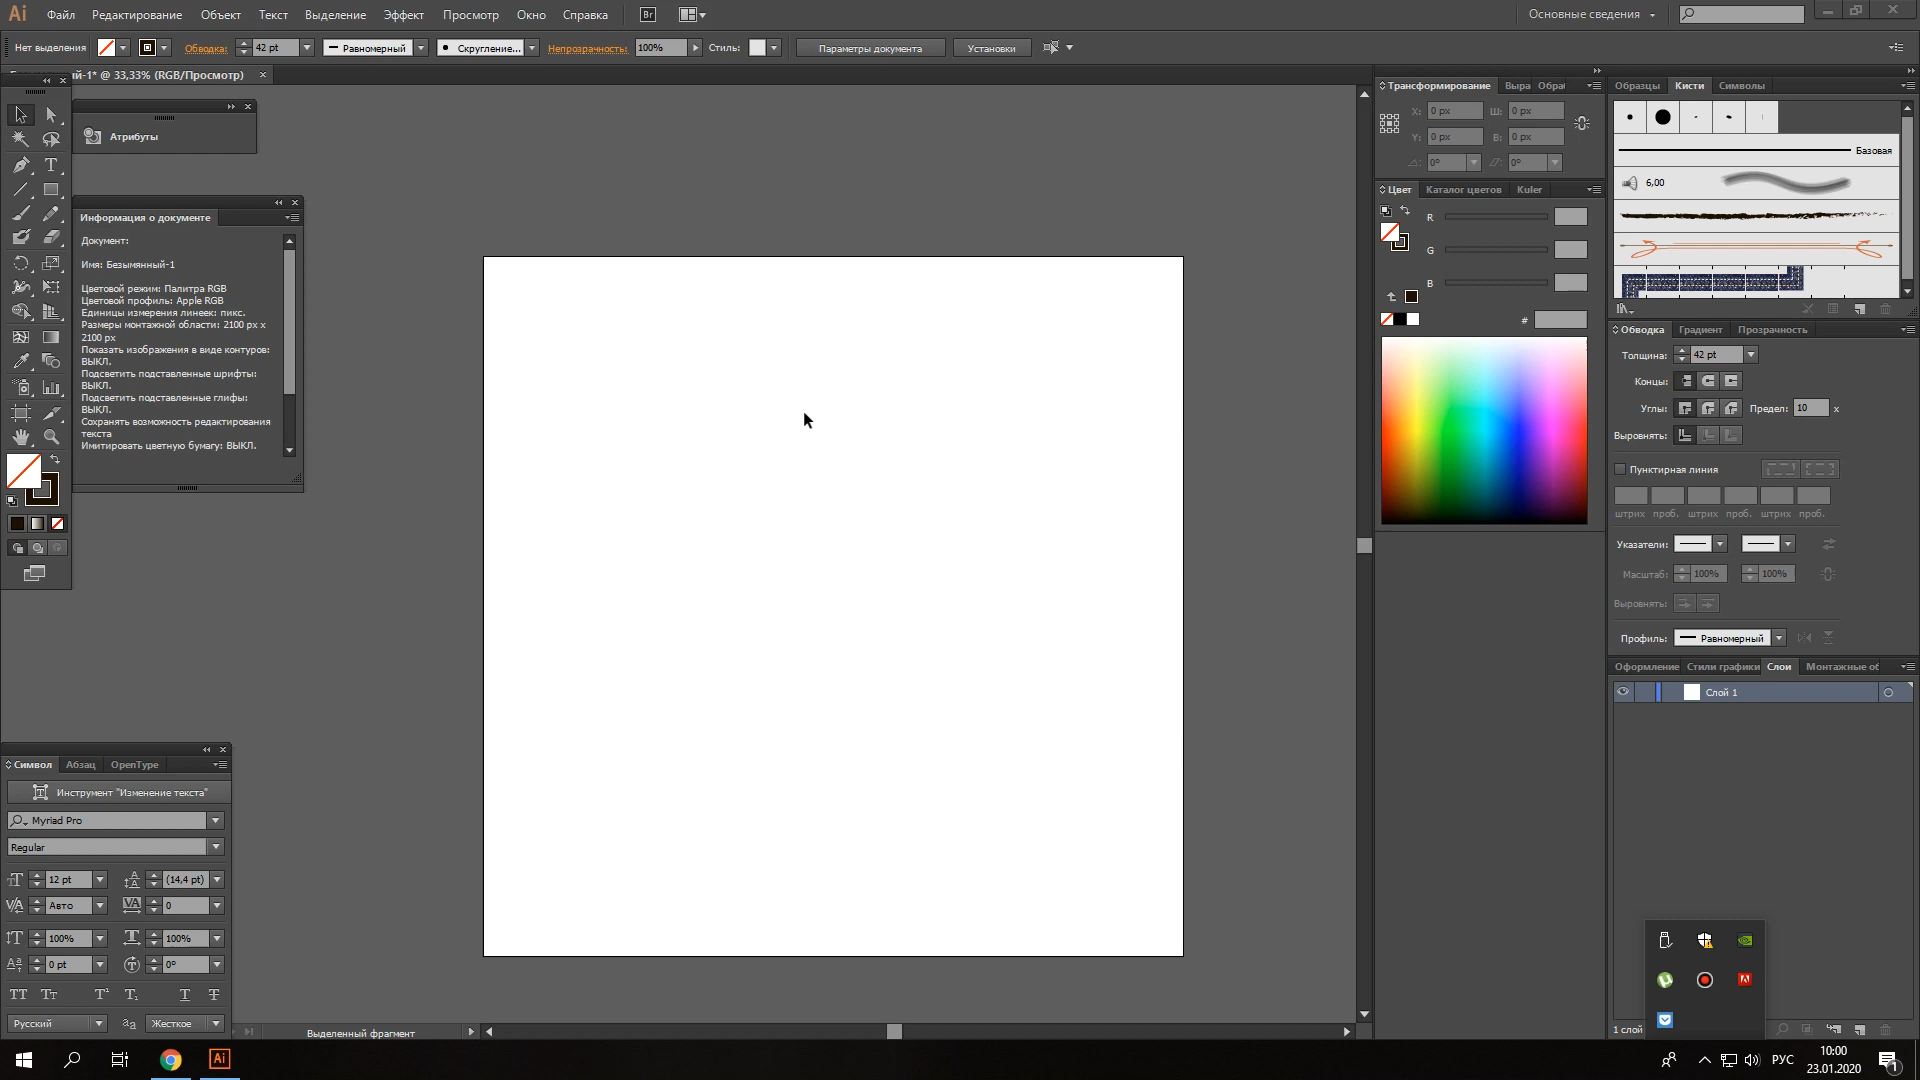 Ai Файл Редактирование Объект Текст Выделение Эффект Просмотр Окно Справка Br Основные сведения
Нет выделения Обводка: 42 pt Равномерный Скругление... Непрозрачность: 100% Стиль: Параметры документа Установки
й-1* @ 33,33% (RGB/Просмотр)
Атрибуты
Информация о документе
Документ:
Имя: Безымянный-1
Цветовой режим: Палитра RGB
Цветовой профиль: Apple RGB
Единицы измерения линеек: пикс.
Размеры монтажной области: 2100 px x
2100 px
Показать изображения в виде контуров:
ВЫКЛ.
Подсветить подставленные шрифты:
ВЫКЛ.
Подсветить подставленные глифы:
ВЫКЛ.
Сохранять возможность редактирования
текста
Имитировать цветную бумагу: ВЫКЛ.
Символ Абзац OpenType
Инструмент "Изменение текста"
Myriad Pro
Regular
12 pt (14,4 pt)
Авто 0
100% 100%
0 pt 0°
Русский aa Жесткое
Выделенный фрагмент
Трансформирование Выра Обра
X: 0 px Ш: 0 px
Y: 0 px В: 0 px
0° 0°
Цвет Каталог цветов Kuler
R
G
B
#
Образцы Кисти Символы
Базовая
6,00
Обводка Градиент Прозрачность
Толщина: 42 pt
Концы:
Углы: Предел: 10 x
Выровнять:
Пунктирная линия
штрих проб. штрих проб. штрих проб.
Указатели:
Масштаб: 100% 100%
Выровнять:
Профиль: Равномерный
Оформление Стили графики Слои Монтажные об
Слой 1
1 слой
Ai РУС 10:00
23.01.2020 1